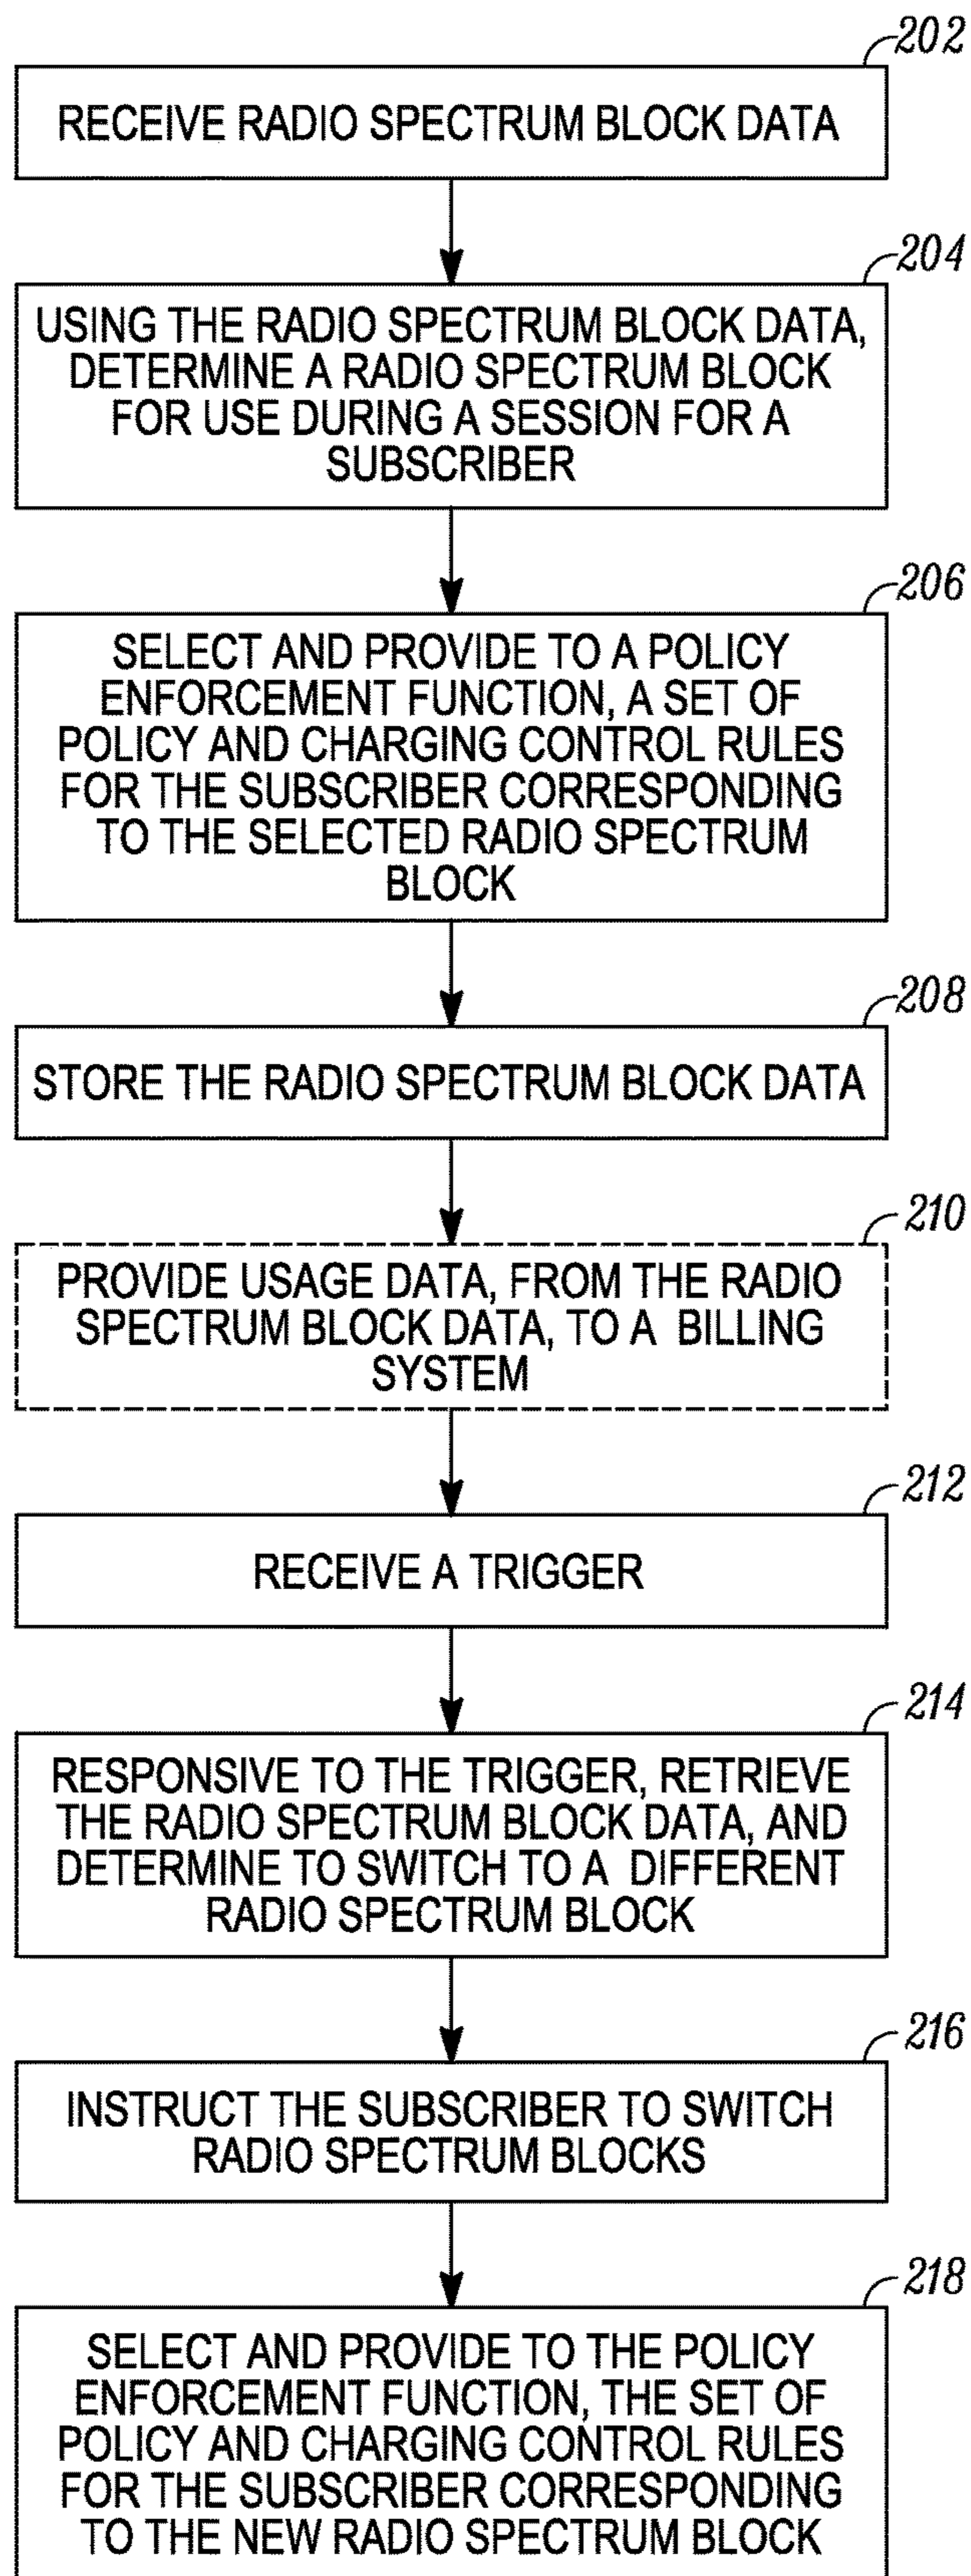 202
RECEIVE RADIO SPECTRUM BLOCK DATA
204
USING THE RADIO SPECTRUM BLOCK DATA,
DETERMINE A RADIO SPECTRUM BLOCK
FOR USE DURING A SESSION FOR A
SUBSCRIBER
206
SELECT AND PROVIDE TO A POLICY
ENFORCEMENT FUNCTION, A SET OF
POLICY AND CHARGING CONTROL RULES
FOR THE SUBSCRIBER CORRESPONDING
TO THE SELECTED RADIO SPECTRUM
BLOCK
208
STORE THE RADIO SPECTRUM BLOCK DATA
210
PROVIDE USAGE DATA, FROM THE RADIO
SPECTRUM BLOCK DATA, TO A BILLING
SYSTEM
212
RECEIVE A TRIGGER
214
RESPONSIVE TO THE TRIGGER, RETRIEVE
THE RADIO SPECTRUM BLOCK DATA, AND
DETERMINE TO SWITCH TO A DIFFERENT
RADIO SPECTRUM BLOCK
216
INSTRUCT THE SUBSCRIBER TO SWITCH
RADIO SPECTRUM BLOCKS
218
SELECT AND PROVIDE TO THE POLICY
ENFORCEMENT FUNCTION, THE SET OF
POLICY AND CHARGING CONTROL RULES
FOR THE SUBSCRIBER CORRESPONDING
TO THE NEW RADIO SPECTRUM BLOCK